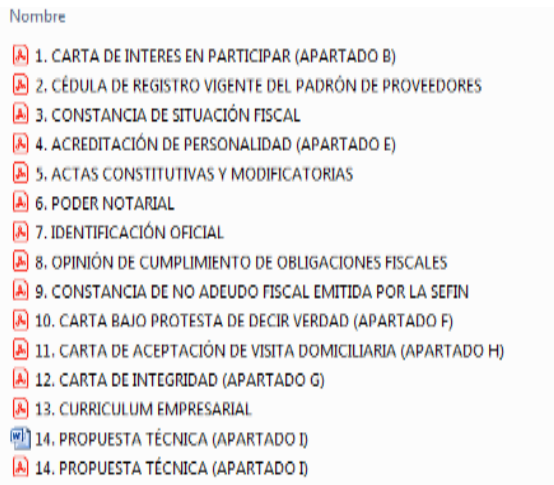 Nombre
1. CARTA DE INTERES EN PARTICIPAR (APARTADO B)
2. CÉDULA DE REGISTRO VIGENTE DEL PADRÓN DE PROVEEDORES
3. CONSTANCIA DE SITUACIÓN FISCAL
4. ACREDITACIÓN DE PERSONALIDAD (APARTADO E)
5. ACTAS CONSTITUTIVAS Y MODIFICATORIAS
6. PODER NOTARIAL
7. IDENTIFICACIÓN OFICIAL
8. OPINIÓN DE CUMPLIMIENTO DE OBLIGACIONES FISCALES
9. CONSTANCIA DE NO ADEUDO FISCAL EMITIDA POR LA SEFIN
10. CARTA BAJO PROTESTA DE DECIR VERDAD (APARTADO F)
11. CARTA DE ACEPTACIÓN DE VISITA DOMICILIARIA (APARTADO H)
12. CARTA DE INTEGRIDAD (APARTADO G)
13. CURRICULUM EMPRESARIAL
14. PROPUESTA TÉCNICA (APARTADO I)
14. PROPUESTA TÉCNICA (APARTADO I)